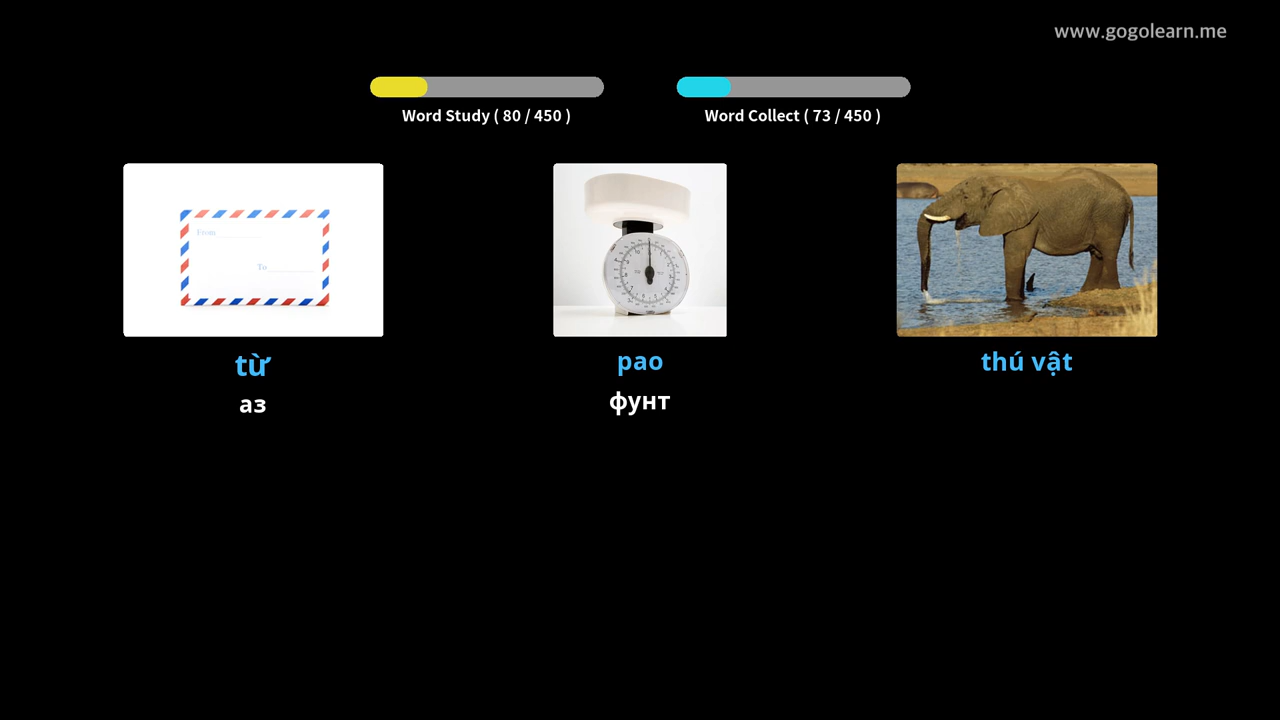 www.gogolearn.me
Word Study ( 80 / 450 )
Word Collect ( 73 / 450 )
From
To
từ
pao
thú vật
аз
фунт